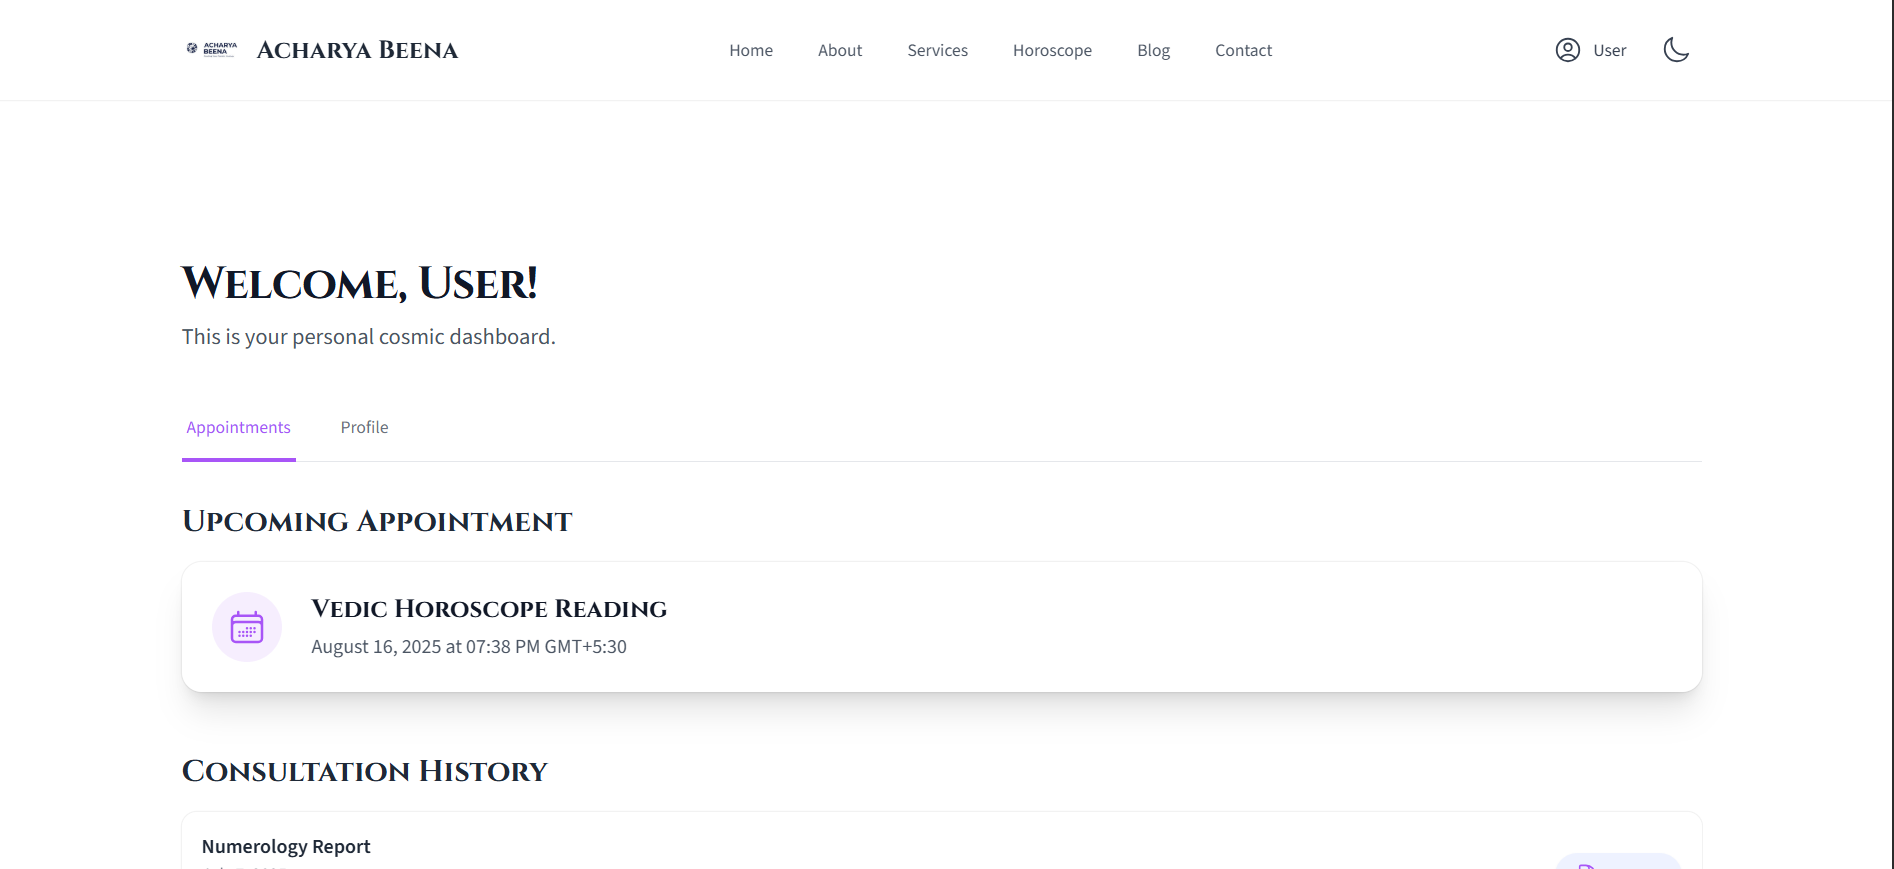 ACHARYA
BEENA
Acharya Beena
Home
About
Services
Horoscope
Blog
Contact
User
Welcome, User!
This is your personal cosmic dashboard.
Appointments
Profile
Upcoming Appointment
Vedic Horoscope Reading
August 16, 2025 at 07:38 PM GMT+5:30
Consultation History
Numerology Report